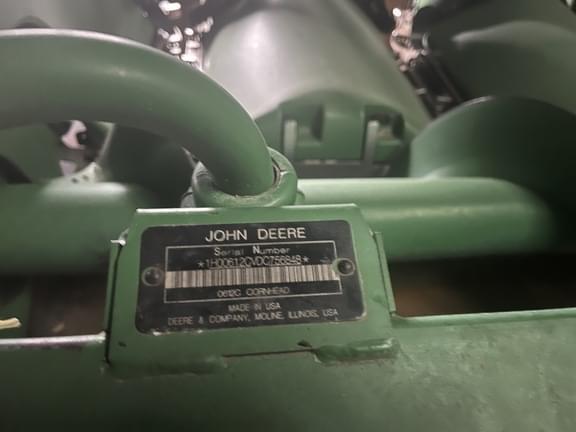 JOHN DEERE
Serial Number
*1H00612CVDC756848*
0612C CORNHEAD
MADE IN USA
DEERE & COMPANY, MOLINE, ILLINOIS, USA